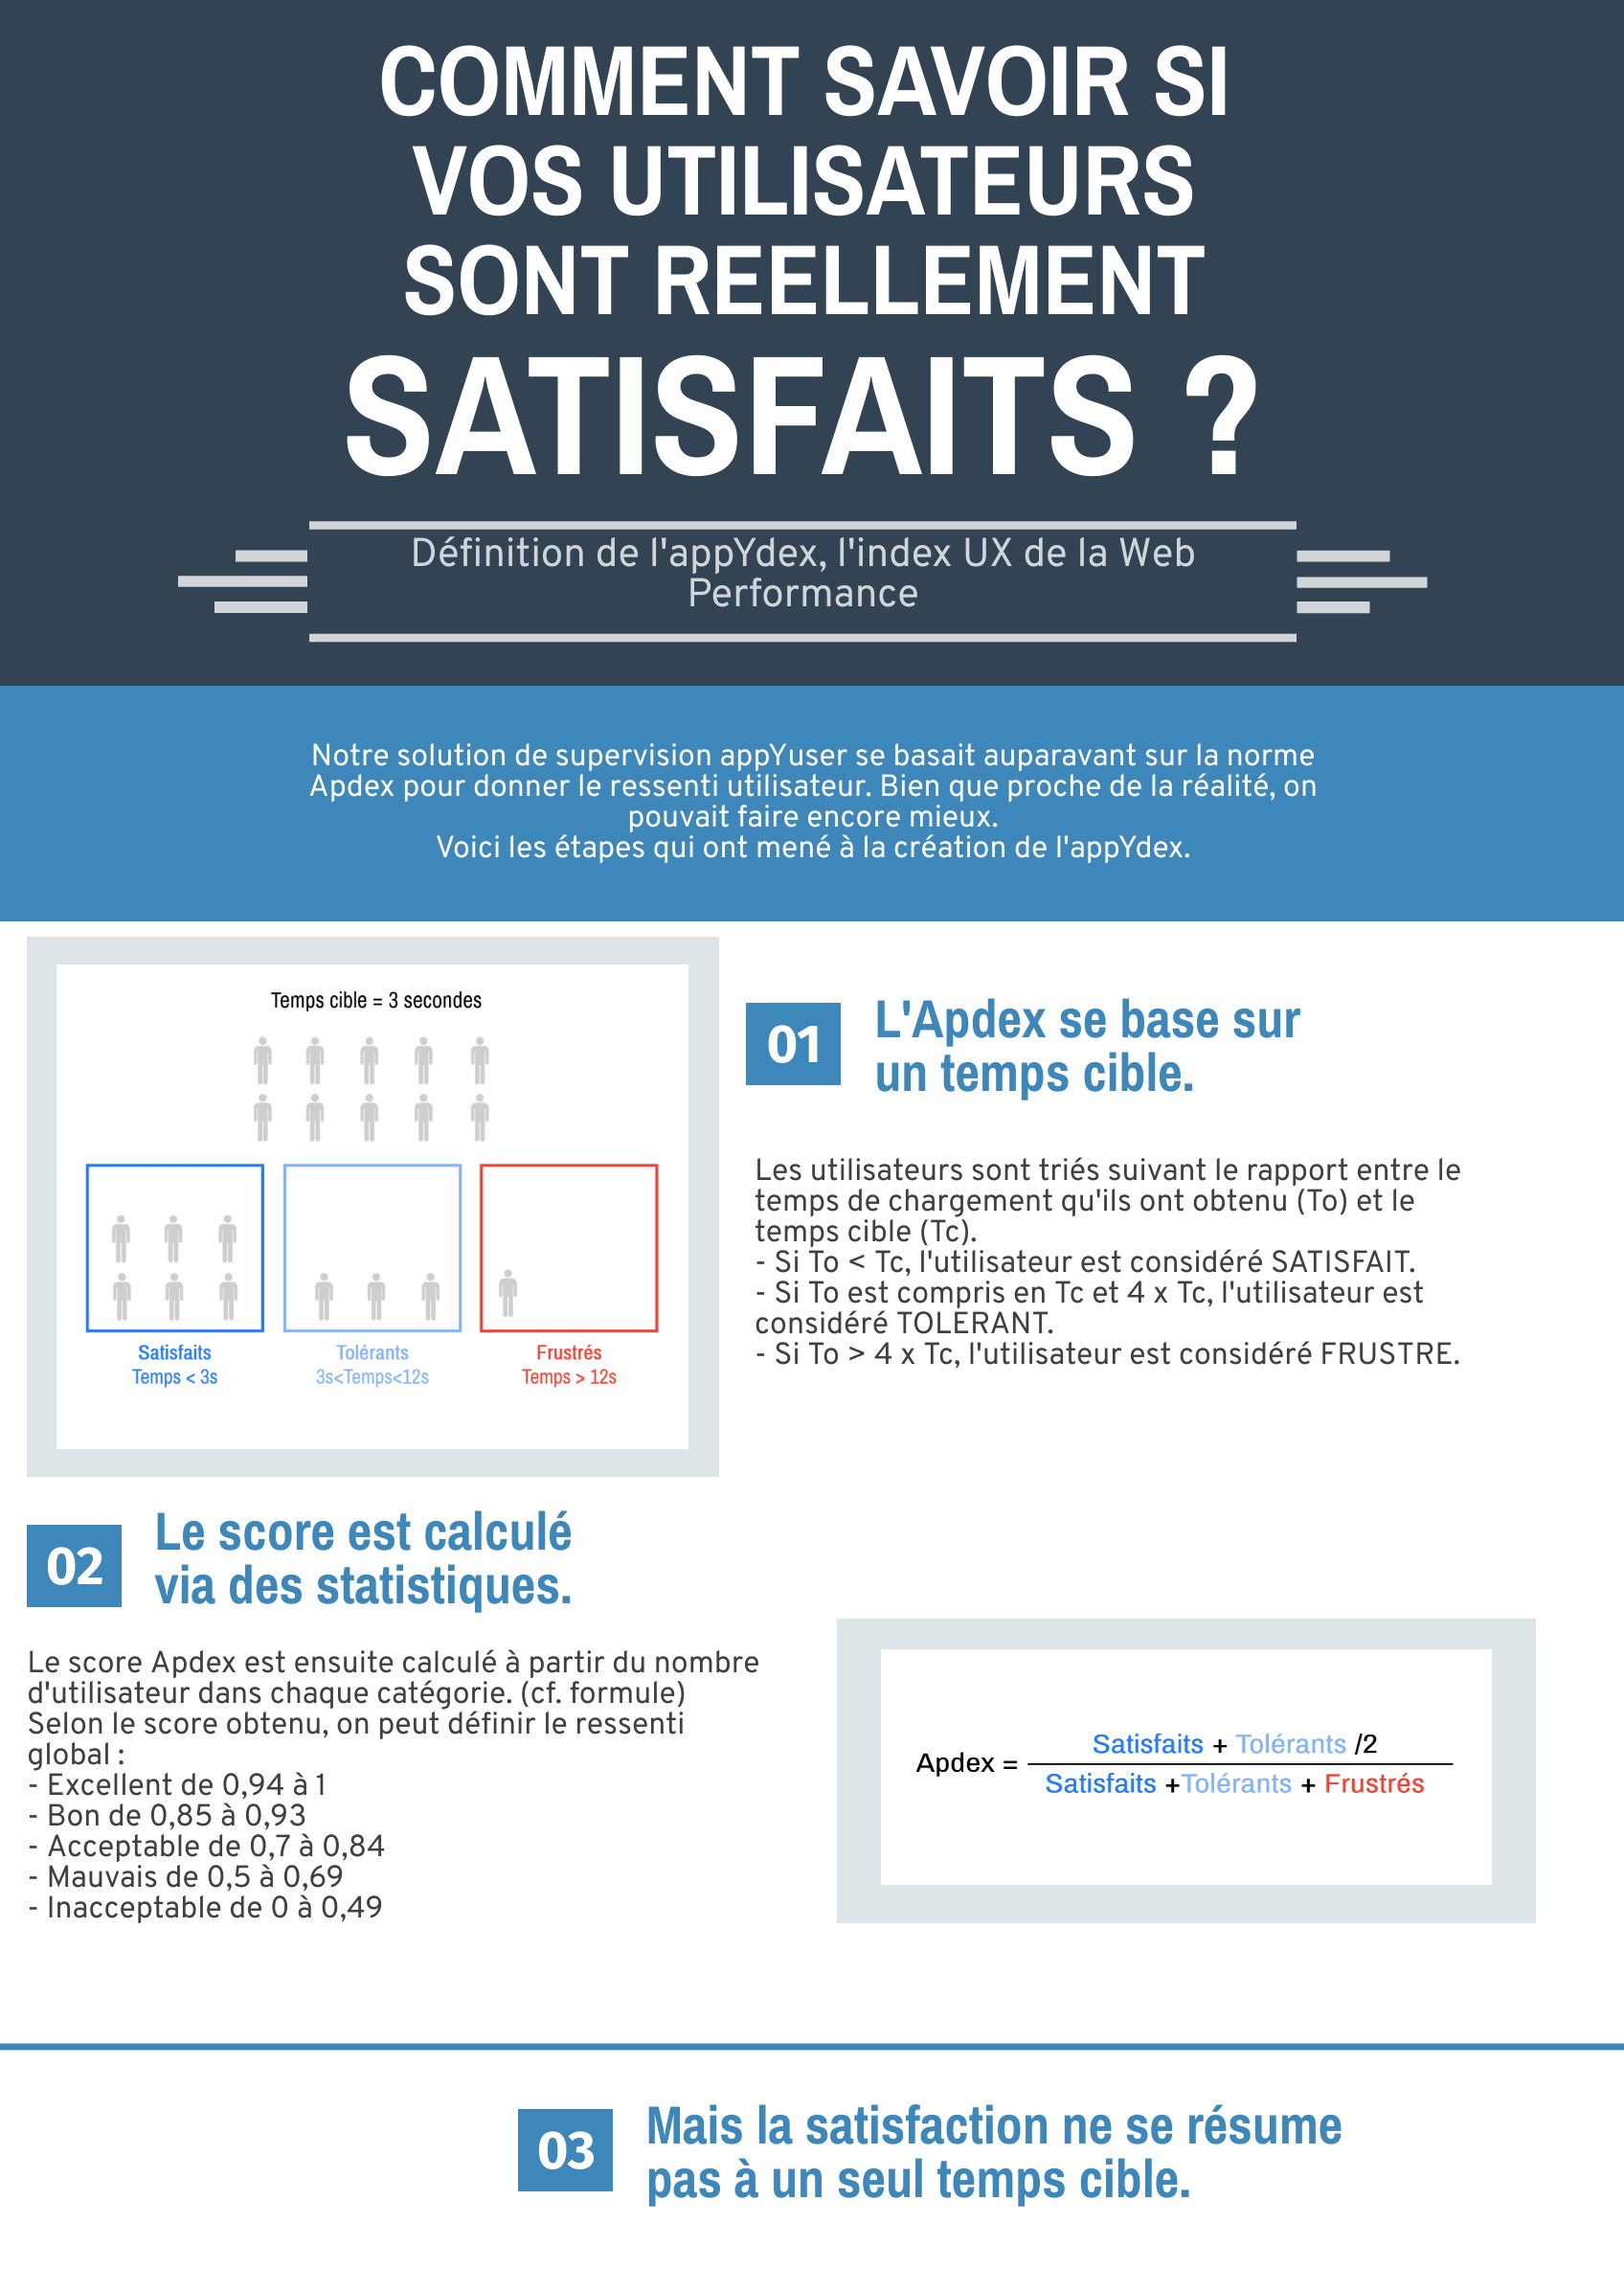 COMMENT SAVOIR SI
VOS UTILISATEURS
SONT REELLEMENT
SATISFAITS ?
Définition de l'appYdex, l'index UX de la Web
Performance
Notre solution de supervision appYuser se basait auparavant sur la norme
Apdex pour donner le ressenti utilisateur. Bien que proche de la réalité, on
pouvait faire encore mieux.
Voici les étapes qui ont mené à la création de l'appYdex.
Temps cible = 3 secondes
Satisfaits
Temps < 3s
Tolérants
3s<Temps<12s
Frustrés
Temps > 12s
01
L'Apdex se base sur
un temps cible.
Les utilisateurs sont triés suivant le rapport entre le
temps de chargement qu'ils ont obtenu (To) et le
temps cible (Tc).
- Si To < Tc, l'utilisateur est considéré SATISFAIT.
- Si To est compris en Tc et 4 x Tc, l'utilisateur est
considéré TOLERANT.
- Si To > 4 x Tc, l'utilisateur est considéré FRUSTRE.
02
Le score est calculé
via des statistiques.
Le score Apdex est ensuite calculé à partir du nombre
d'utilisateur dans chaque catégorie. (cf. formule)
Selon le score obtenu, on peut définir le ressenti
global :
- Excellent de 0,94 à 1
- Bon de 0,85 à 0,93
- Acceptable de 0,7 à 0,84
- Mauvais de 0,5 à 0,69
- Inacceptable de 0 à 0,49
Satisfaits + Tolérants /2
Apdex =
Satisfaits +Tolérants + Frustrés
03
Mais la satisfaction ne se résume
pas à un seul temps cible.